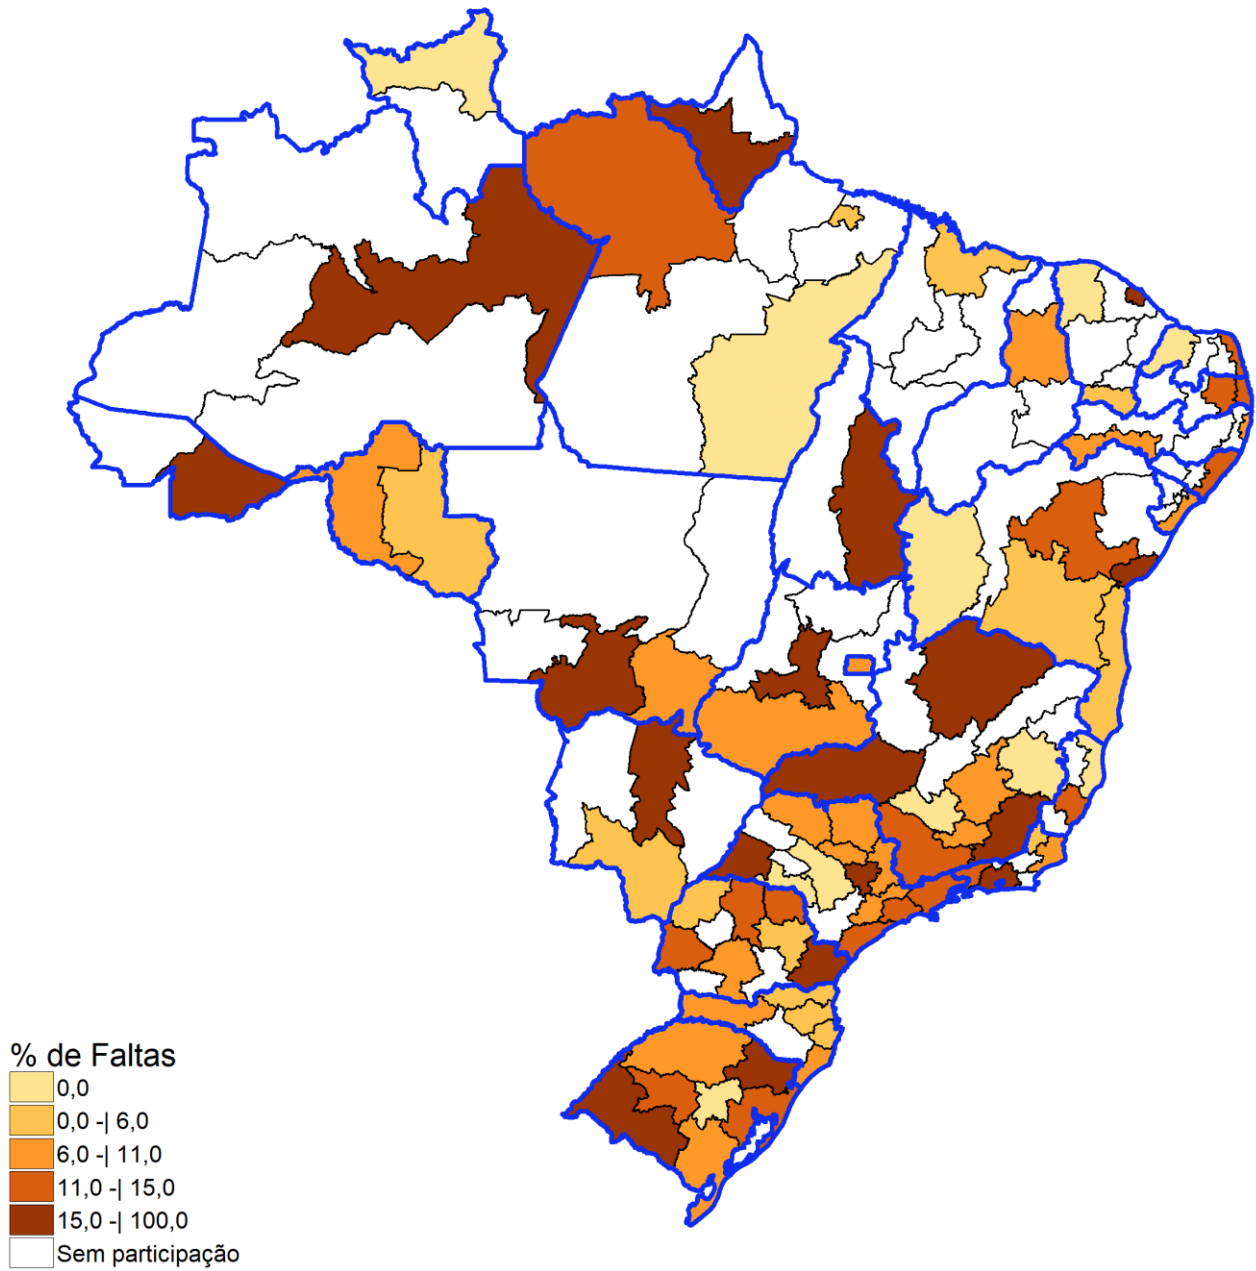 % de Faltas
0,0
0,0 -| 6,0
6,0 -| 11,0
11,0 -| 15,0
15,0 -| 100,0
Sem participação